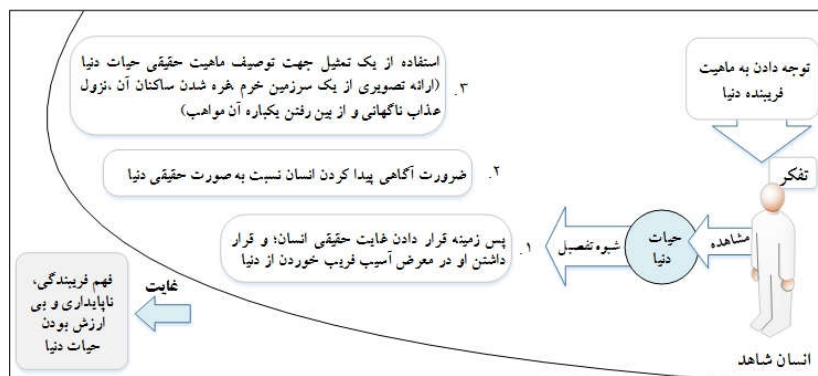 توجه دادن به ماهیت
فریبنده دنیا
تفکر
مشاهده
حیات
دنیا
شیوه تفصیل
انسان شاهد
۱.
پس زمینه قرار دادن غایت حقیقی انسان؛ و قرار
داشتن او در معرض آسیب فریب خوردن از دنیا
۲.
ضرورت آگاهی پیدا کردن انسان نسبت به صورت حقیقی دنیا
۳.
استفاده از یک تمثیل جهت توصیف ماهیت حقیقی حیات دنیا
(ارائه تصویری از یک سرزمین خرم ،غره شدن ساکنان آن ،نزول
عذاب ناگهانی و از بین رفتن یکباره آن مواهب)
غایت
فهم فریبندگی،
ناپایداری و بی
ارزش بودن
حیات دنیا